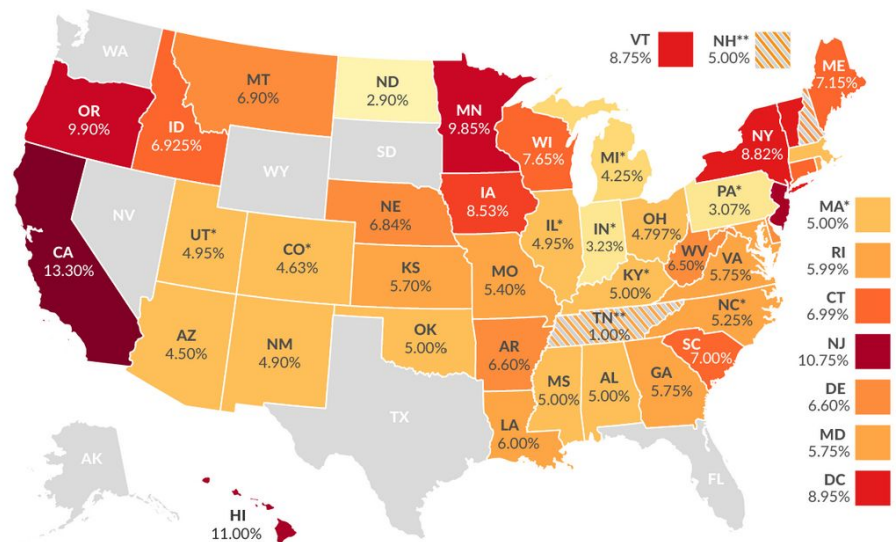 WA
VT
8.75%
NH**
5.00%
ME
7.15%
MT
6.90%
ND
2.90%
MN
9.85%
OR
9.90%
ID
6.925%
WI
7.65%
NY
8.82%
SD
MI*
4.25%
WY
IA
8.53%
PA*
3.07%
NE
6.84%
NV
IL*
4.95%
IN*
3.23%
OH
4.797%
MA*
5.00%
UT*
4.95%
CO*
4.63%
CA
13.30%
WV
6.50%
VA
5.75%
RI
5.99%
KS
5.70%
MO
5.40%
KY*
5.00%
CT
6.99%
NC*
5.25%
TN**
1.00%
AZ
4.50%
NM
4.90%
OK
5.00%
AR
6.60%
SC
7.00%
NJ
10.75%
MS
5.00%
AL
5.00%
GA
5.75%
DE
6.60%
TX
LA
6.00%
MD
5.75%
AK
FL
DC
8.95%
HI
11.00%